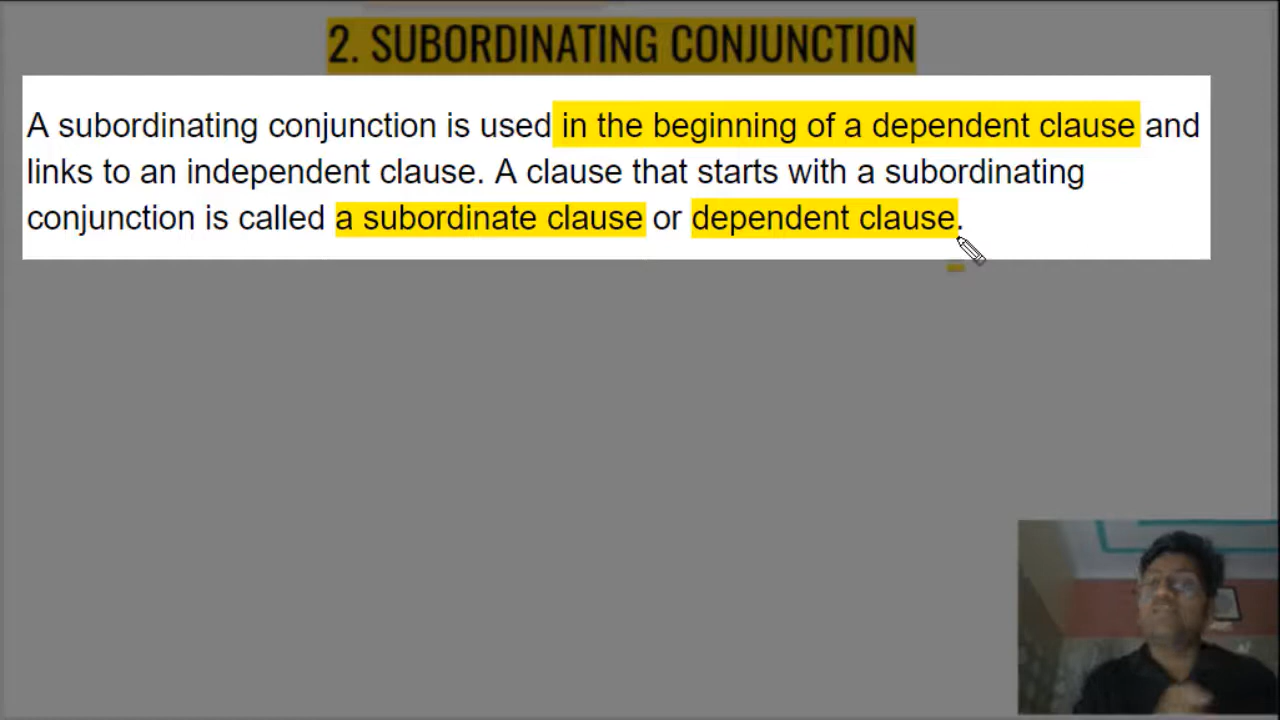 2. SUBORDINATING CONJUNCTION
A subordinating conjunction is used in the beginning of a dependent clause and
links to an independent clause. A clause that starts with a subordinating
conjunction is called a subordinate clause or dependent clause.